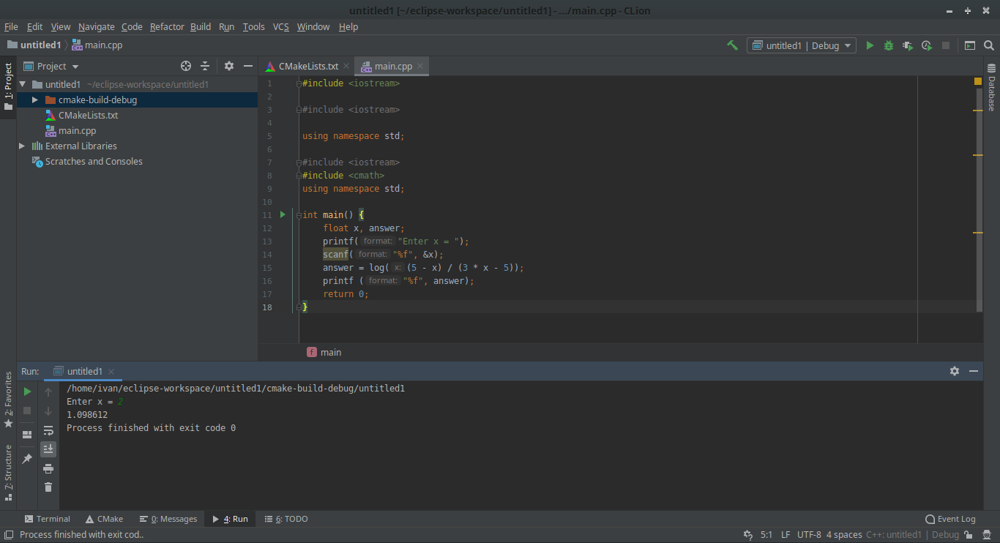 untitled1 [~/eclipse-workspace/untitled1] - .../main.cpp - CLion
File Edit View Navigate Code Refactor Build Run Tools VCS Window Help
untitled1 main.cpp untitled1 | Debug
1: Project
Project
CMakeLists.txt main.cpp
untitled1 ~/eclipse-workspace/untitled1
cmake-build-debug
CMakeLists.txt
main.cpp
External Libraries
Scratches and Consoles
1 #include <iostream>
2
3 #include <iostream>
4
5 using namespace std;
6
7 #include <iostream>
8 #include <cmath>
9 using namespace std;
10
11 int main() {
12 float x, answer;
13 printf( format: "Enter x = ");
14 scanf( format: "%f", &x);
15 answer = log( x: (5 - x) / (3 * x - 5));
16 printf ( format: "%f", answer);
17 return 0;
18 }
f main
Database
Run: untitled1
/home/ivan/eclipse-workspace/untitled1/cmake-build-debug/untitled1
Enter x = 2
1.098612
Process finished with exit code 0
2: Favorites
7: Structure
Terminal CMake 0: Messages 4: Run 6: TODO Event Log
Process finished with exit cod.. 5:1 LF UTF-8 4 spaces C++: untitled1 | Debug